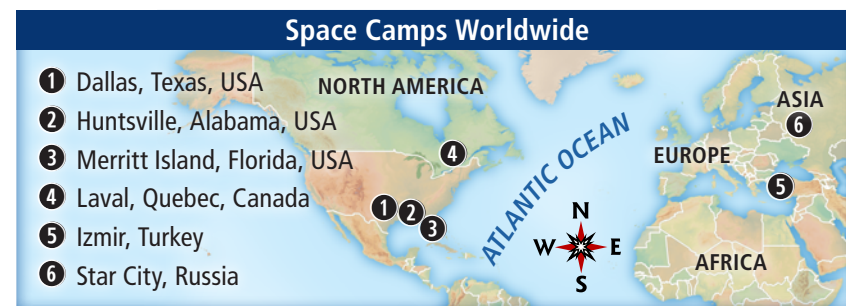 Space Camps Worldwide
1 Dallas, Texas, USA
2 Huntsville, Alabama, USA
3 Merritt Island, Florida, USA
4 Laval, Quebec, Canada
5 Izmir, Turkey
6 Star City, Russia
NORTH AMERICA
ATLANTIC OCEAN
EUROPE
ASIA
AFRICA
1
2
3
4
5
6
N
W E
S